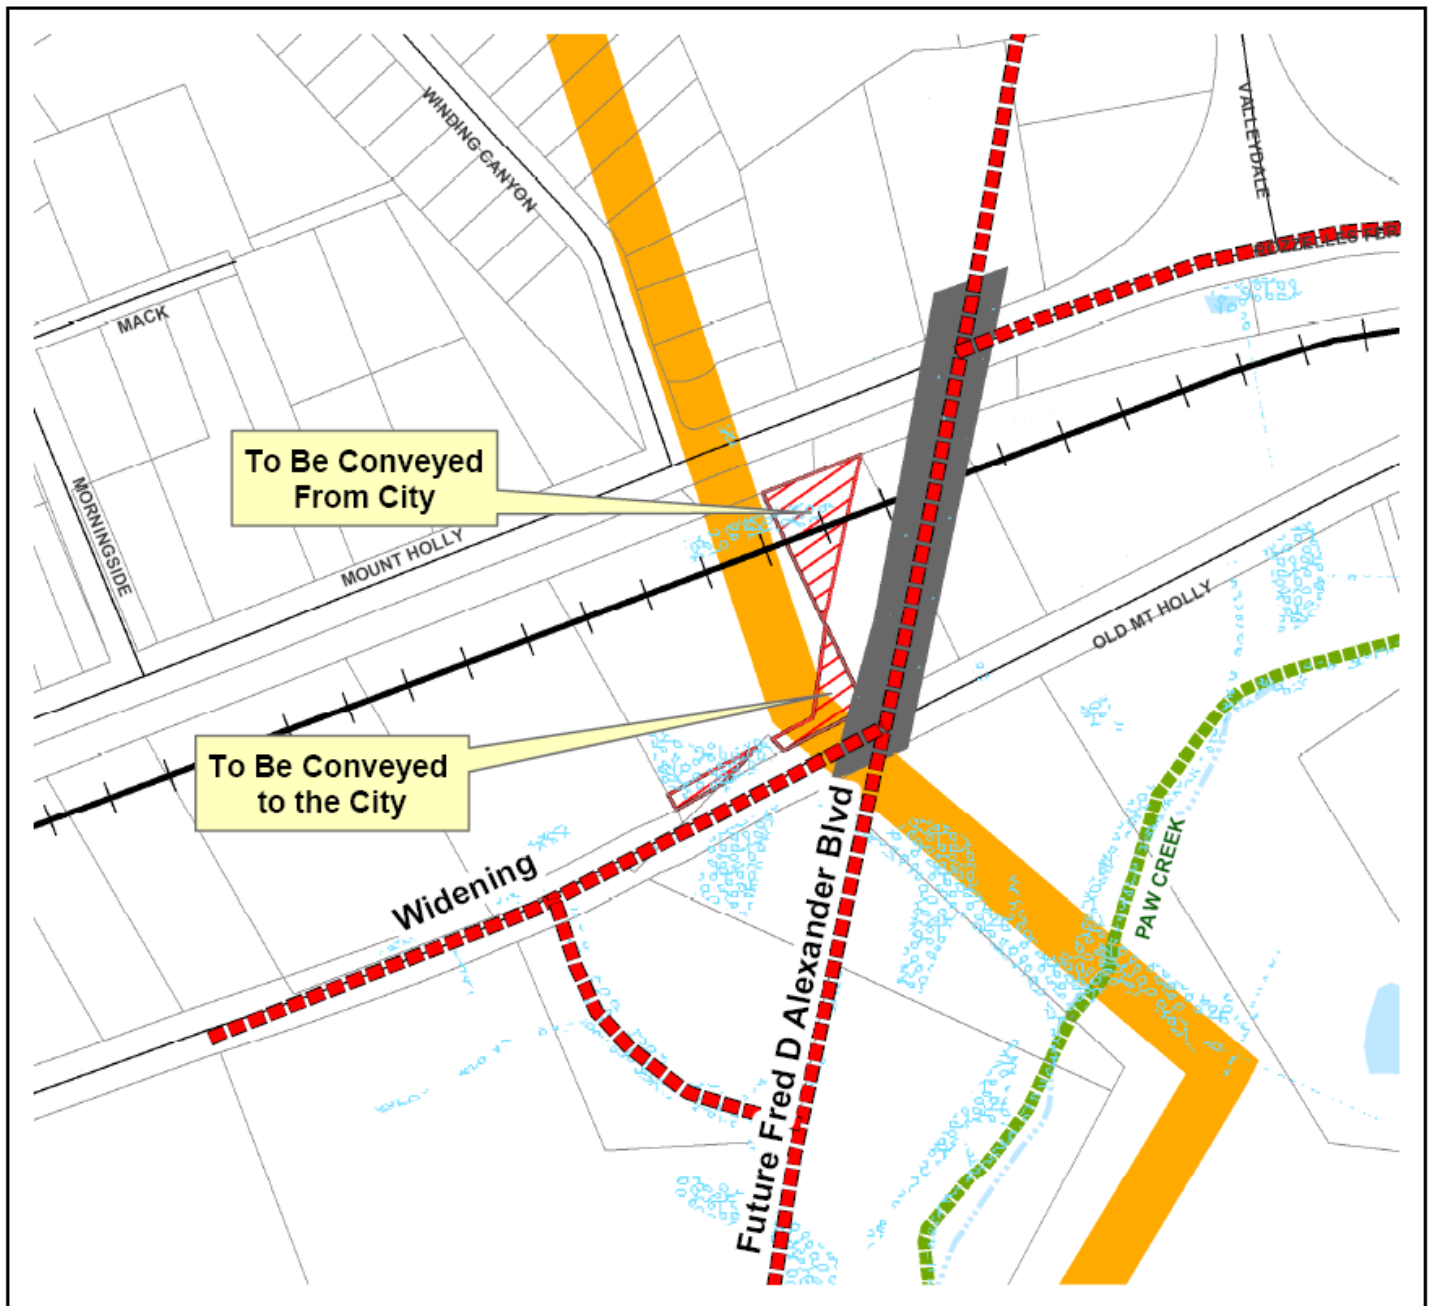 WINDING CANYON
VALLEYDALE
MACK
To Be Conveyed
From City
MORNINGSIDE
MOUNT HOLLY
OLD MT HOLLY
To Be Conveyed
to the City
Widening
Future Fred D Alexander Blvd
PAW CREEK